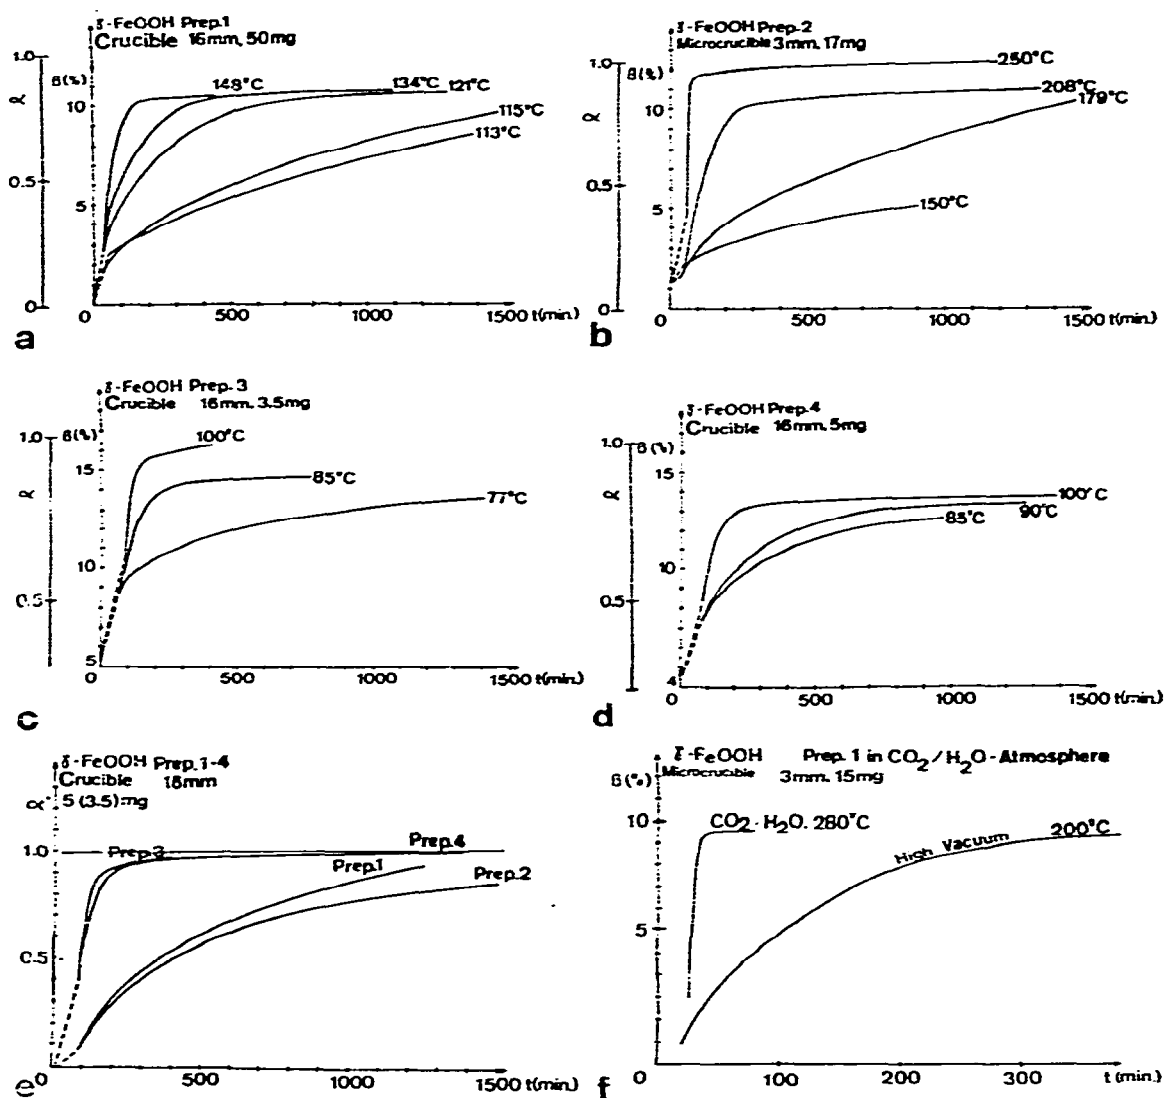 δ-FeOOH Prep.1
Crucible 16mm, 50mg
1.0
G(%)
148°C
134°C
121°C
10
α
115°C
113°C
0.5
5
0
0
500
1000
1500 t(min.)
a
δ-FeOOH Prep-2
Microcrucible 3mm, 17mg
1.0
G(%)
250°C
208°C
179°C
10
α
0.5
5
150°C
0
0
500
1000
1500 t(min.)
b
δ-FeOOH Prep.3
Crucible 16mm, 3.5mg
1.0
G(%)
100°C
15
α
85°C
77°C
10
0.5
5
0
500
1000
1500 t(min.)
c
δ-FeOOH Prep.4
Crucible 16mm, 5mg
1.0
G(%)
15
α
100°C
90°C
85°C
10
0.5
4
0
500
1000
1500 t(min.)
d
δ-FeOOH Prep.1-4
Crucible 16mm
α
5 (3.5) mg
1.0
Prep.3
Prep.4
Prep.1
Prep.2
0.5
0
500
1000
1500 t(min.)
e
δ-FeOOH Prep. 1 in CO2/H2O-Atmosphere
Microcrucible 3mm, 15mg
G(%)
10
CO2-H2O, 280°C
High Vacuum
200°C
5
0
100
200
300
t (min.)
f